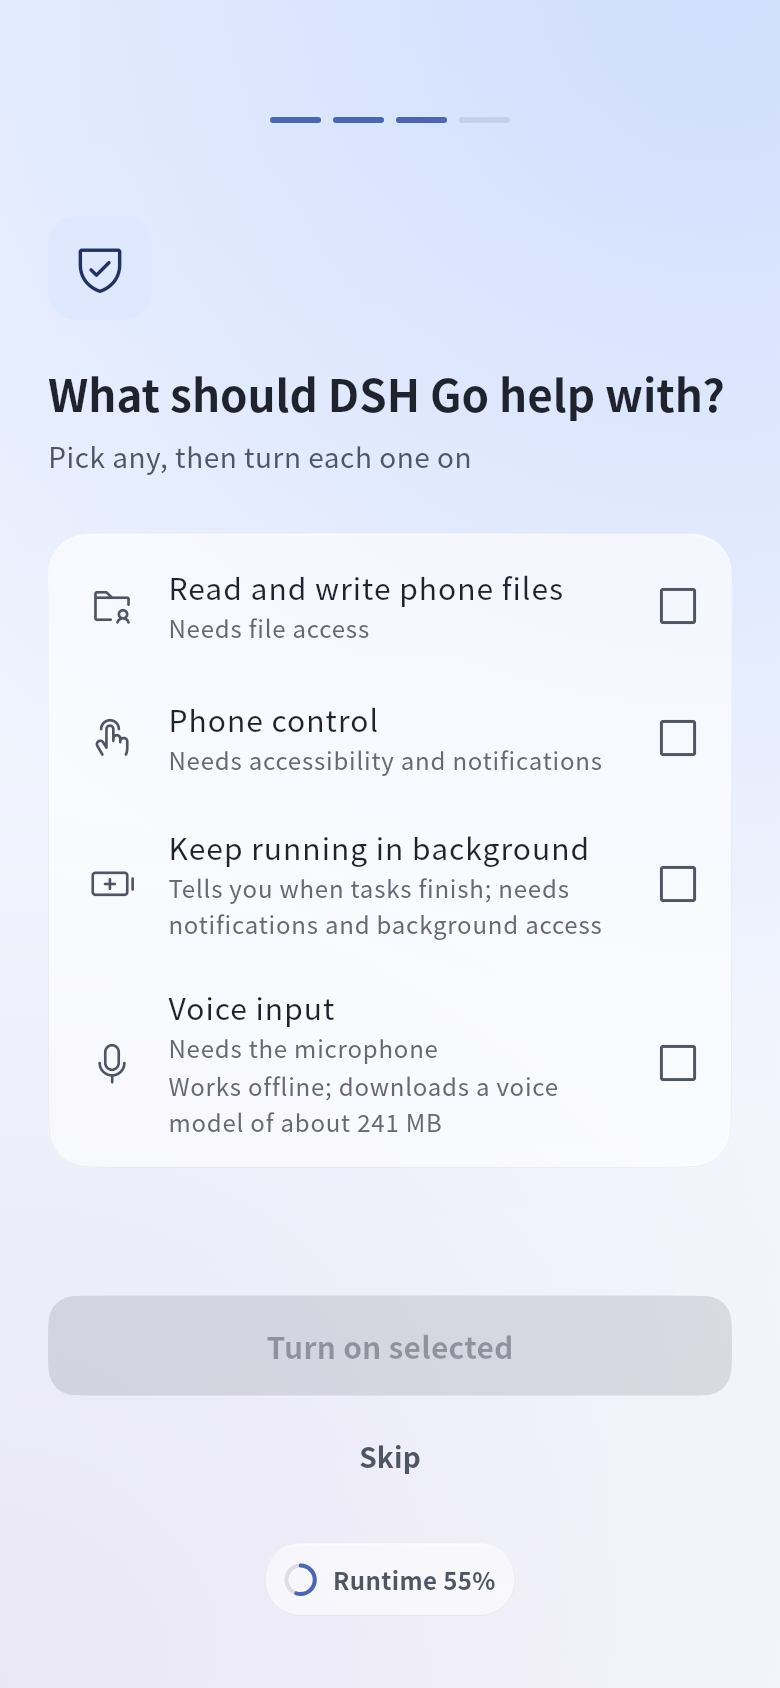 What should DSH Go help with?
Pick any, then turn each one on
Read and write phone files
Needs file access
Phone control
Needs accessibility and notifications
Keep running in background
Tells you when tasks finish; needs
notifications and background access
Voice input
Needs the microphone
Works offline; downloads a voice
model of about 241 MB
Turn on selected
Skip
Runtime 55%